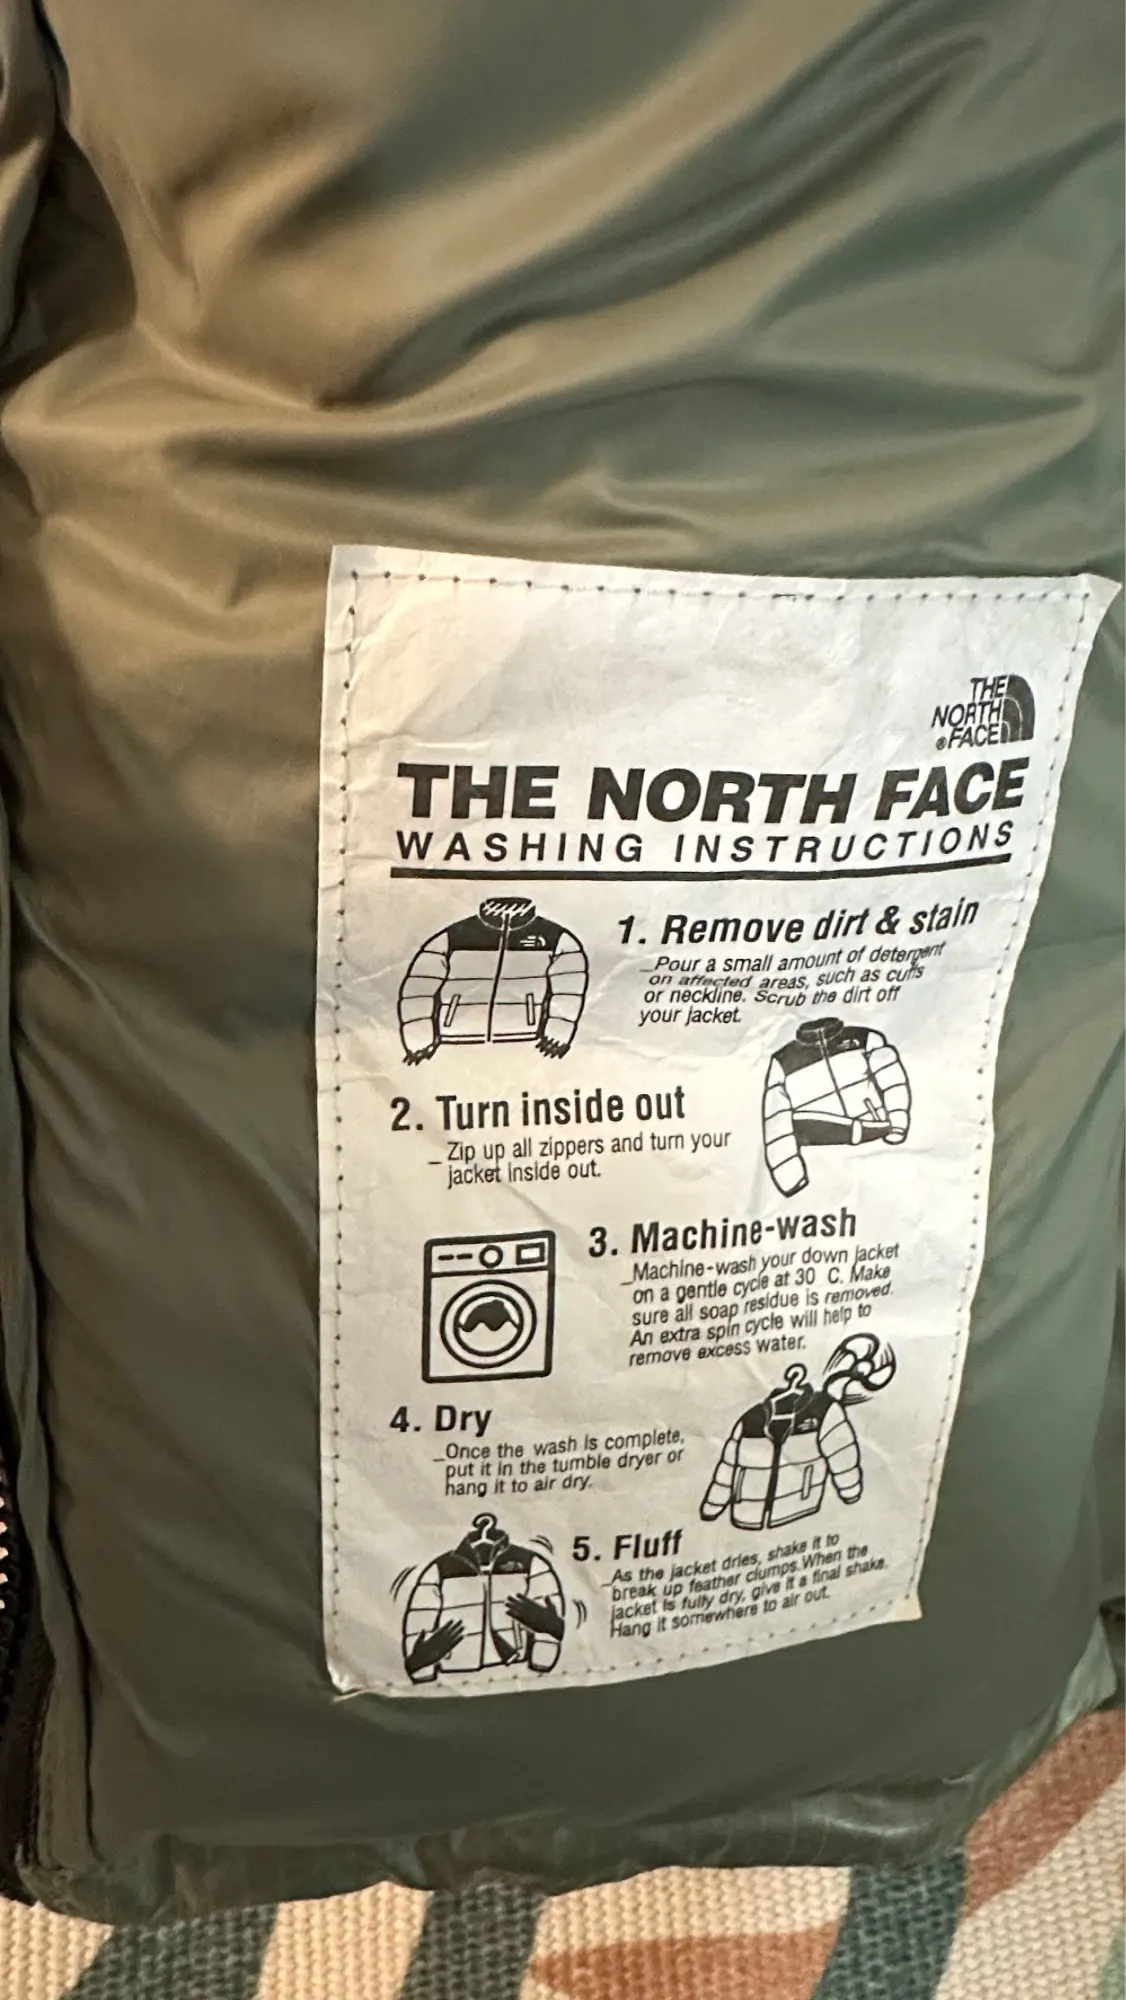 THE
NORTH
®FACE
THE NORTH FACE
WASHING INSTRUCTIONS
1. Remove dirt & stain
_Pour a small amount of detergent
on affected areas, such as cuffs
or neckline. Scrub the dirt off
your jacket.
2. Turn inside out
_ Zip up all zippers and turn your
jacket inside out.
3. Machine-wash
_Machine-wash your down jacket
on a gentle cycle at 30 C. Make
sure all soap residue is removed.
An extra spin cycle will help to
remove excess water.
4. Dry
_Once the wash is complete,
put it in the tumble dryer or
hang it to air dry.
5. Fluff
_As the jacket dries, shake it to
break up feather clumps.When the
jacket is fully dry, give it a final shake.
Hang it somewhere to air out.